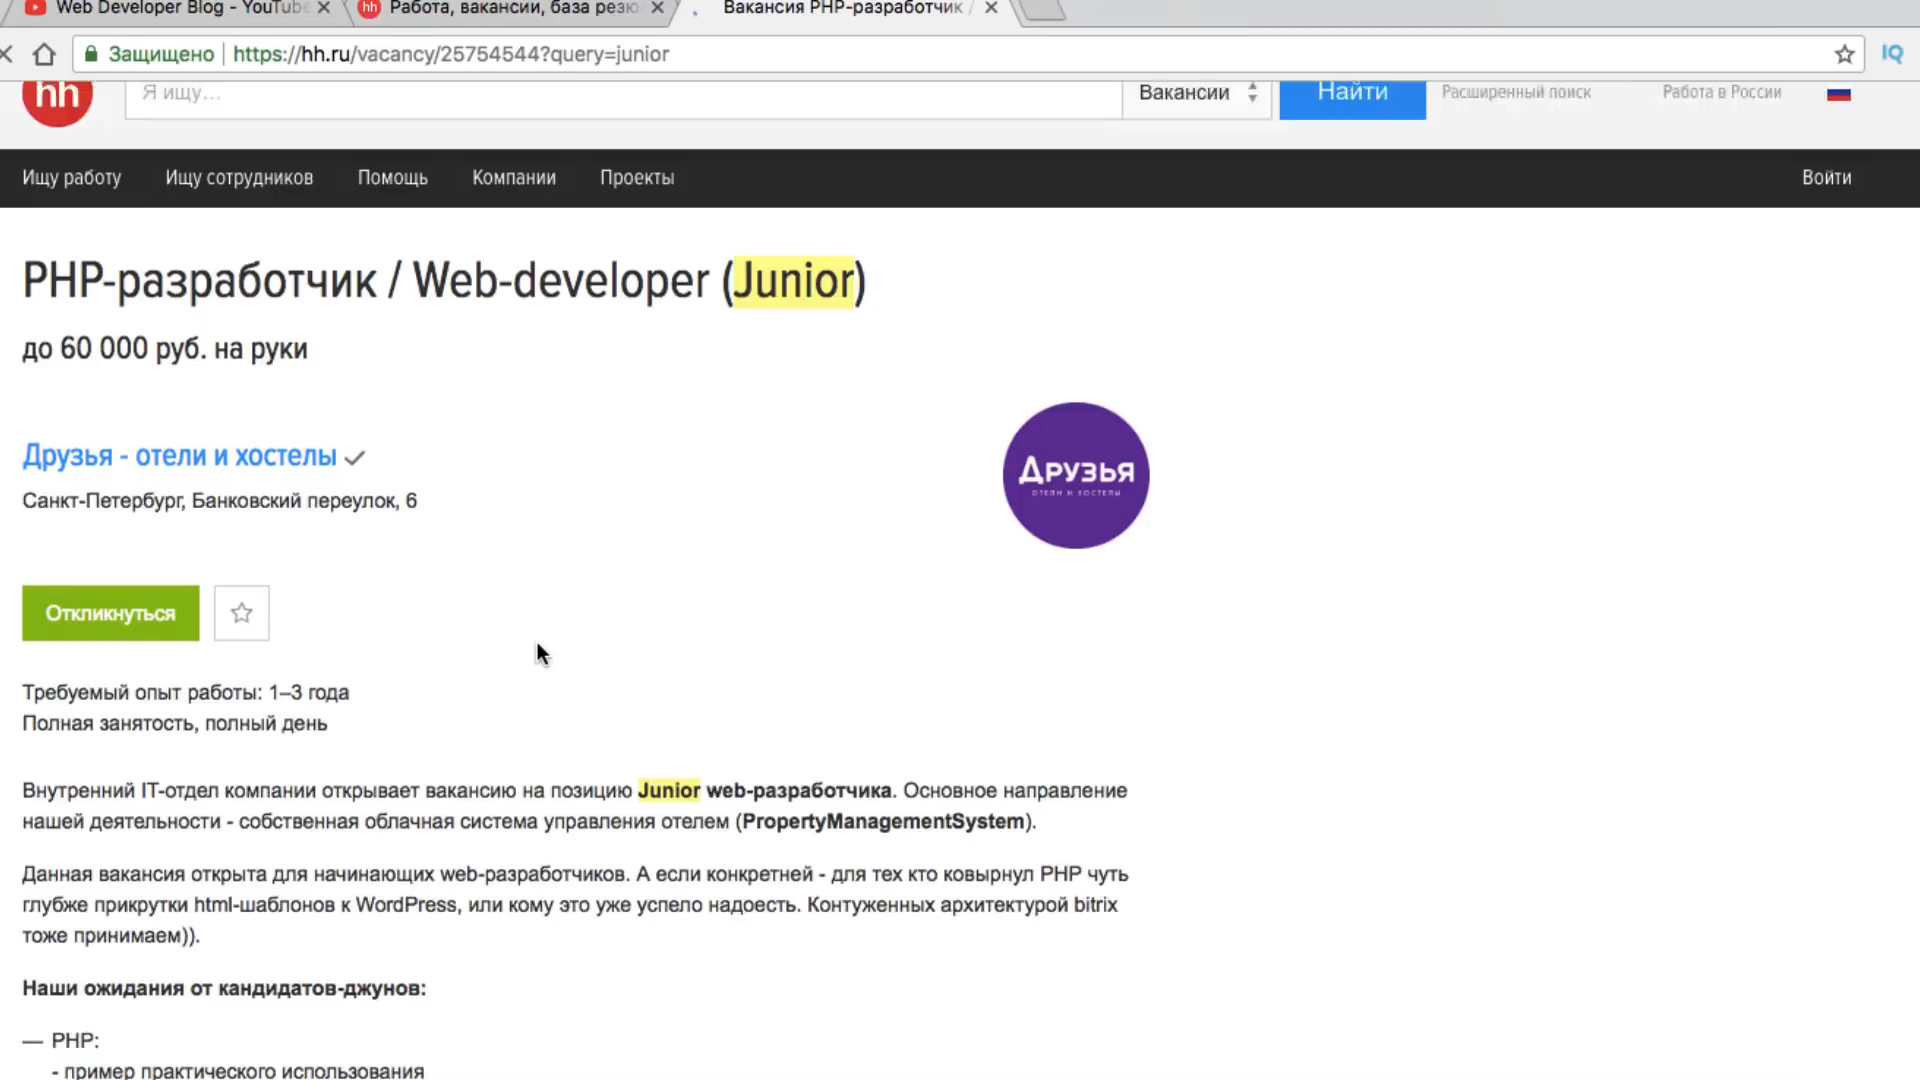 Web Developer Blog - YouTube
Работа, вакансии, база резю
Вакансия PHP-разработчик /
Защищено | https://hh.ru/vacancy/25754544?query=junior
IQ
hh
Я ищу...
Вакансии
Найти
Расширенный поиск
Работа в России
Ищу работу
Ищу сотрудников
Помощь
Компании
Проекты
Войти
PHP-разработчик / Web-developer (Junior)
до 60 000 руб. на руки
Друзья - отели и хостелы
Санкт-Петербург, Банковский переулок, 6
Друзья
отели и хостелы
Откликнуться
Требуемый опыт работы: 1–3 года
Полная занятость, полный день
Внутренний IT-отдел компании открывает вакансию на позицию Junior web-разработчика. Основное направление
нашей деятельности - собственная облачная система управления отелем (PropertyManagementSystem).
Данная вакансия открыта для начинающих web-разработчиков. А если конкретней - для тех кто ковырнул PHP чуть
глубже прикрутки html-шаблонов к WordPress, или кому это уже успело надоесть. Контуженных архитектурой bitrix
тоже принимаем)).
Наши ожидания от кандидатов-джунов:
— PHP:
- пример практического использования